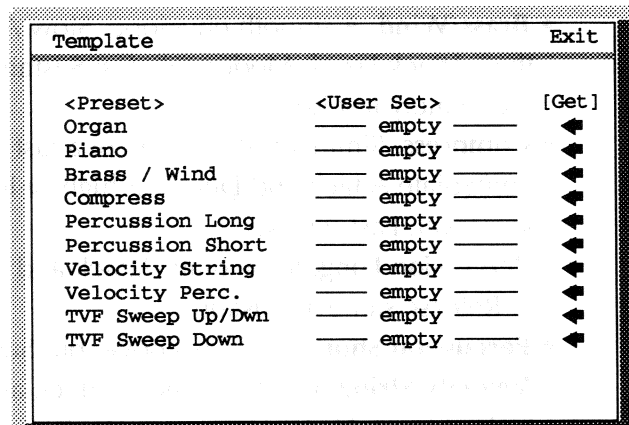 Template Exit
<Preset> <User Set> [Get]
Organ —— empty ——
Piano —— empty ——
Brass / Wind —— empty ——
Compress —— empty ——
Percussion Long —— empty ——
Percussion Short —— empty ——
Velocity String —— empty ——
Velocity Perc. —— empty ——
TVF Sweep Up/Dwn —— empty ——
TVF Sweep Down —— empty ——